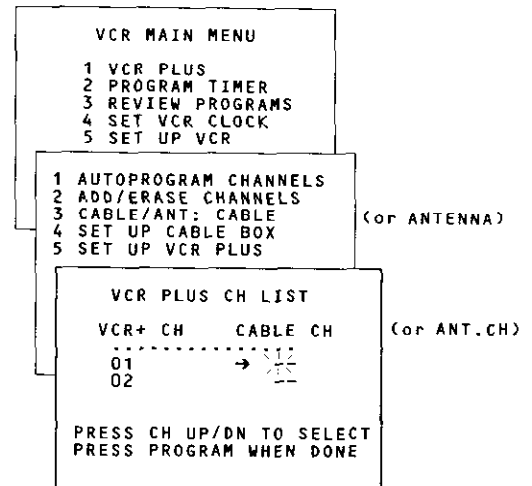 VCR MAIN MENU
1 VCR PLUS
2 PROGRAM TIMER
3 REVIEW PROGRAMS
4 SET VCR CLOCK
5 SET UP VCR
1 AUTOPROGRAM CHANNELS
2 ADD/ERASE CHANNELS
3 CABLE/ANT: CABLE (or ANTENNA)
4 SET UP CABLE BOX
5 SET UP VCR PLUS
VCR PLUS CH LIST
VCR+ CH CABLE CH (or ANT.CH)
01 → --
02 --
PRESS CH UP/DN TO SELECT
PRESS PROGRAM WHEN DONE